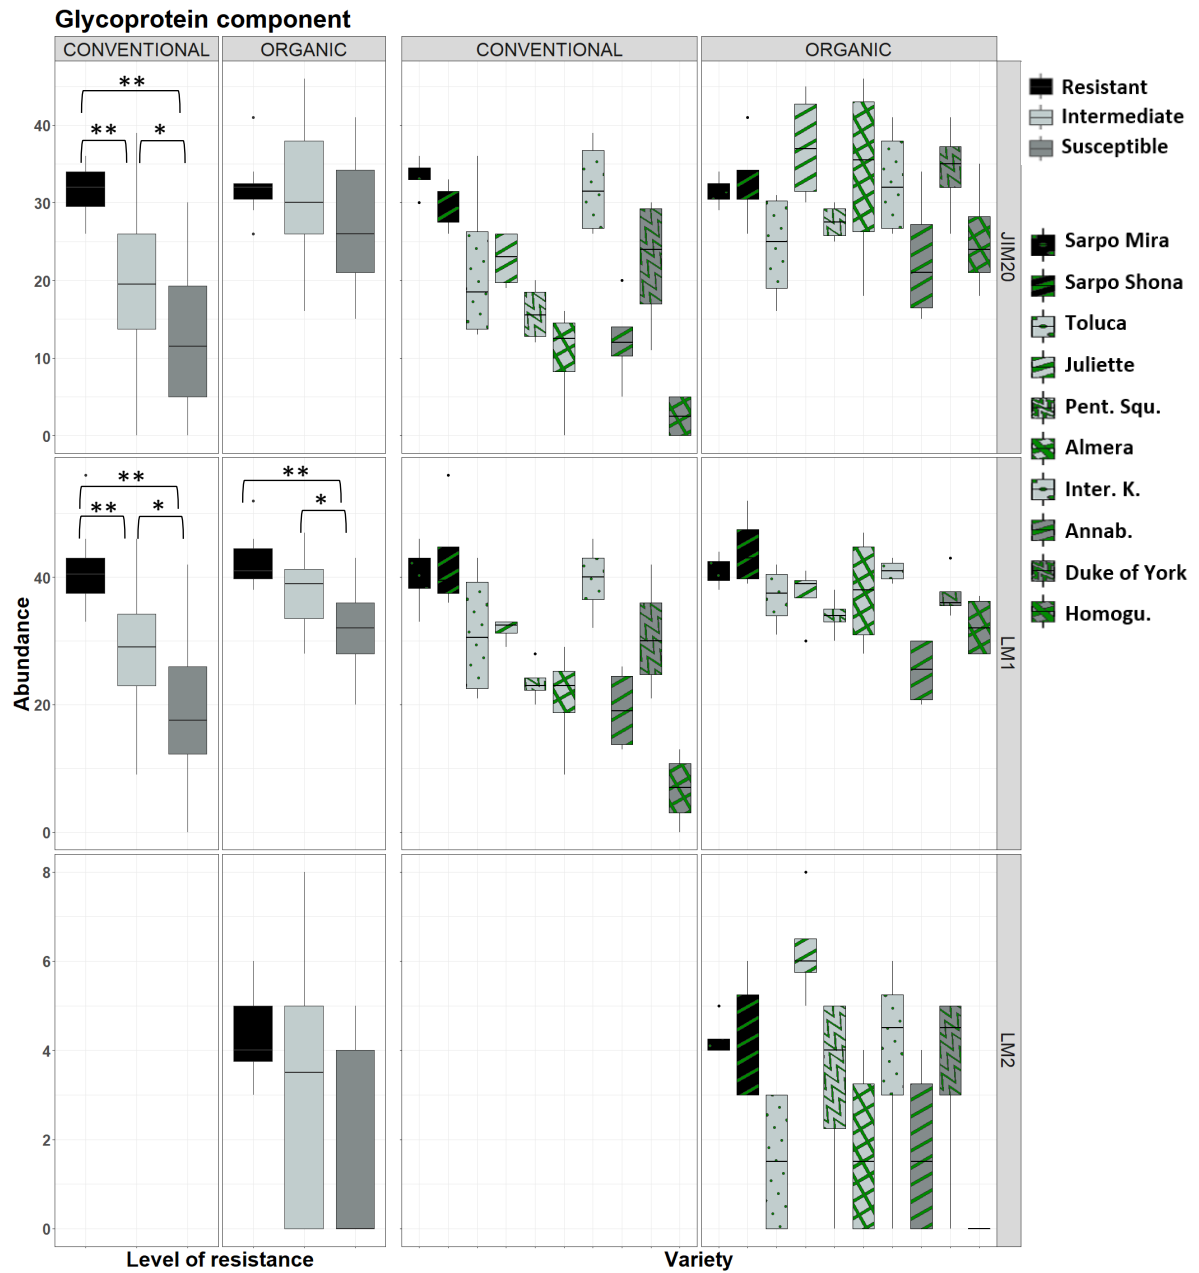 Glycoprotein component
CONVENTIONAL
ORGANIC
CONVENTIONAL
ORGANIC
**
**
*
40
30
20
10
0
JIM20
**
**
*
**
*
40
20
0
LM1
Abundance
8
6
4
2
0
LM2
Level of resistance
Variety
Resistant
Intermediate
Susceptible
Sarpo Mira
Sarpo Shona
Toluca
Juliette
Pent. Squ.
Almera
Inter. K.
Annab.
Duke of York
Homogu.